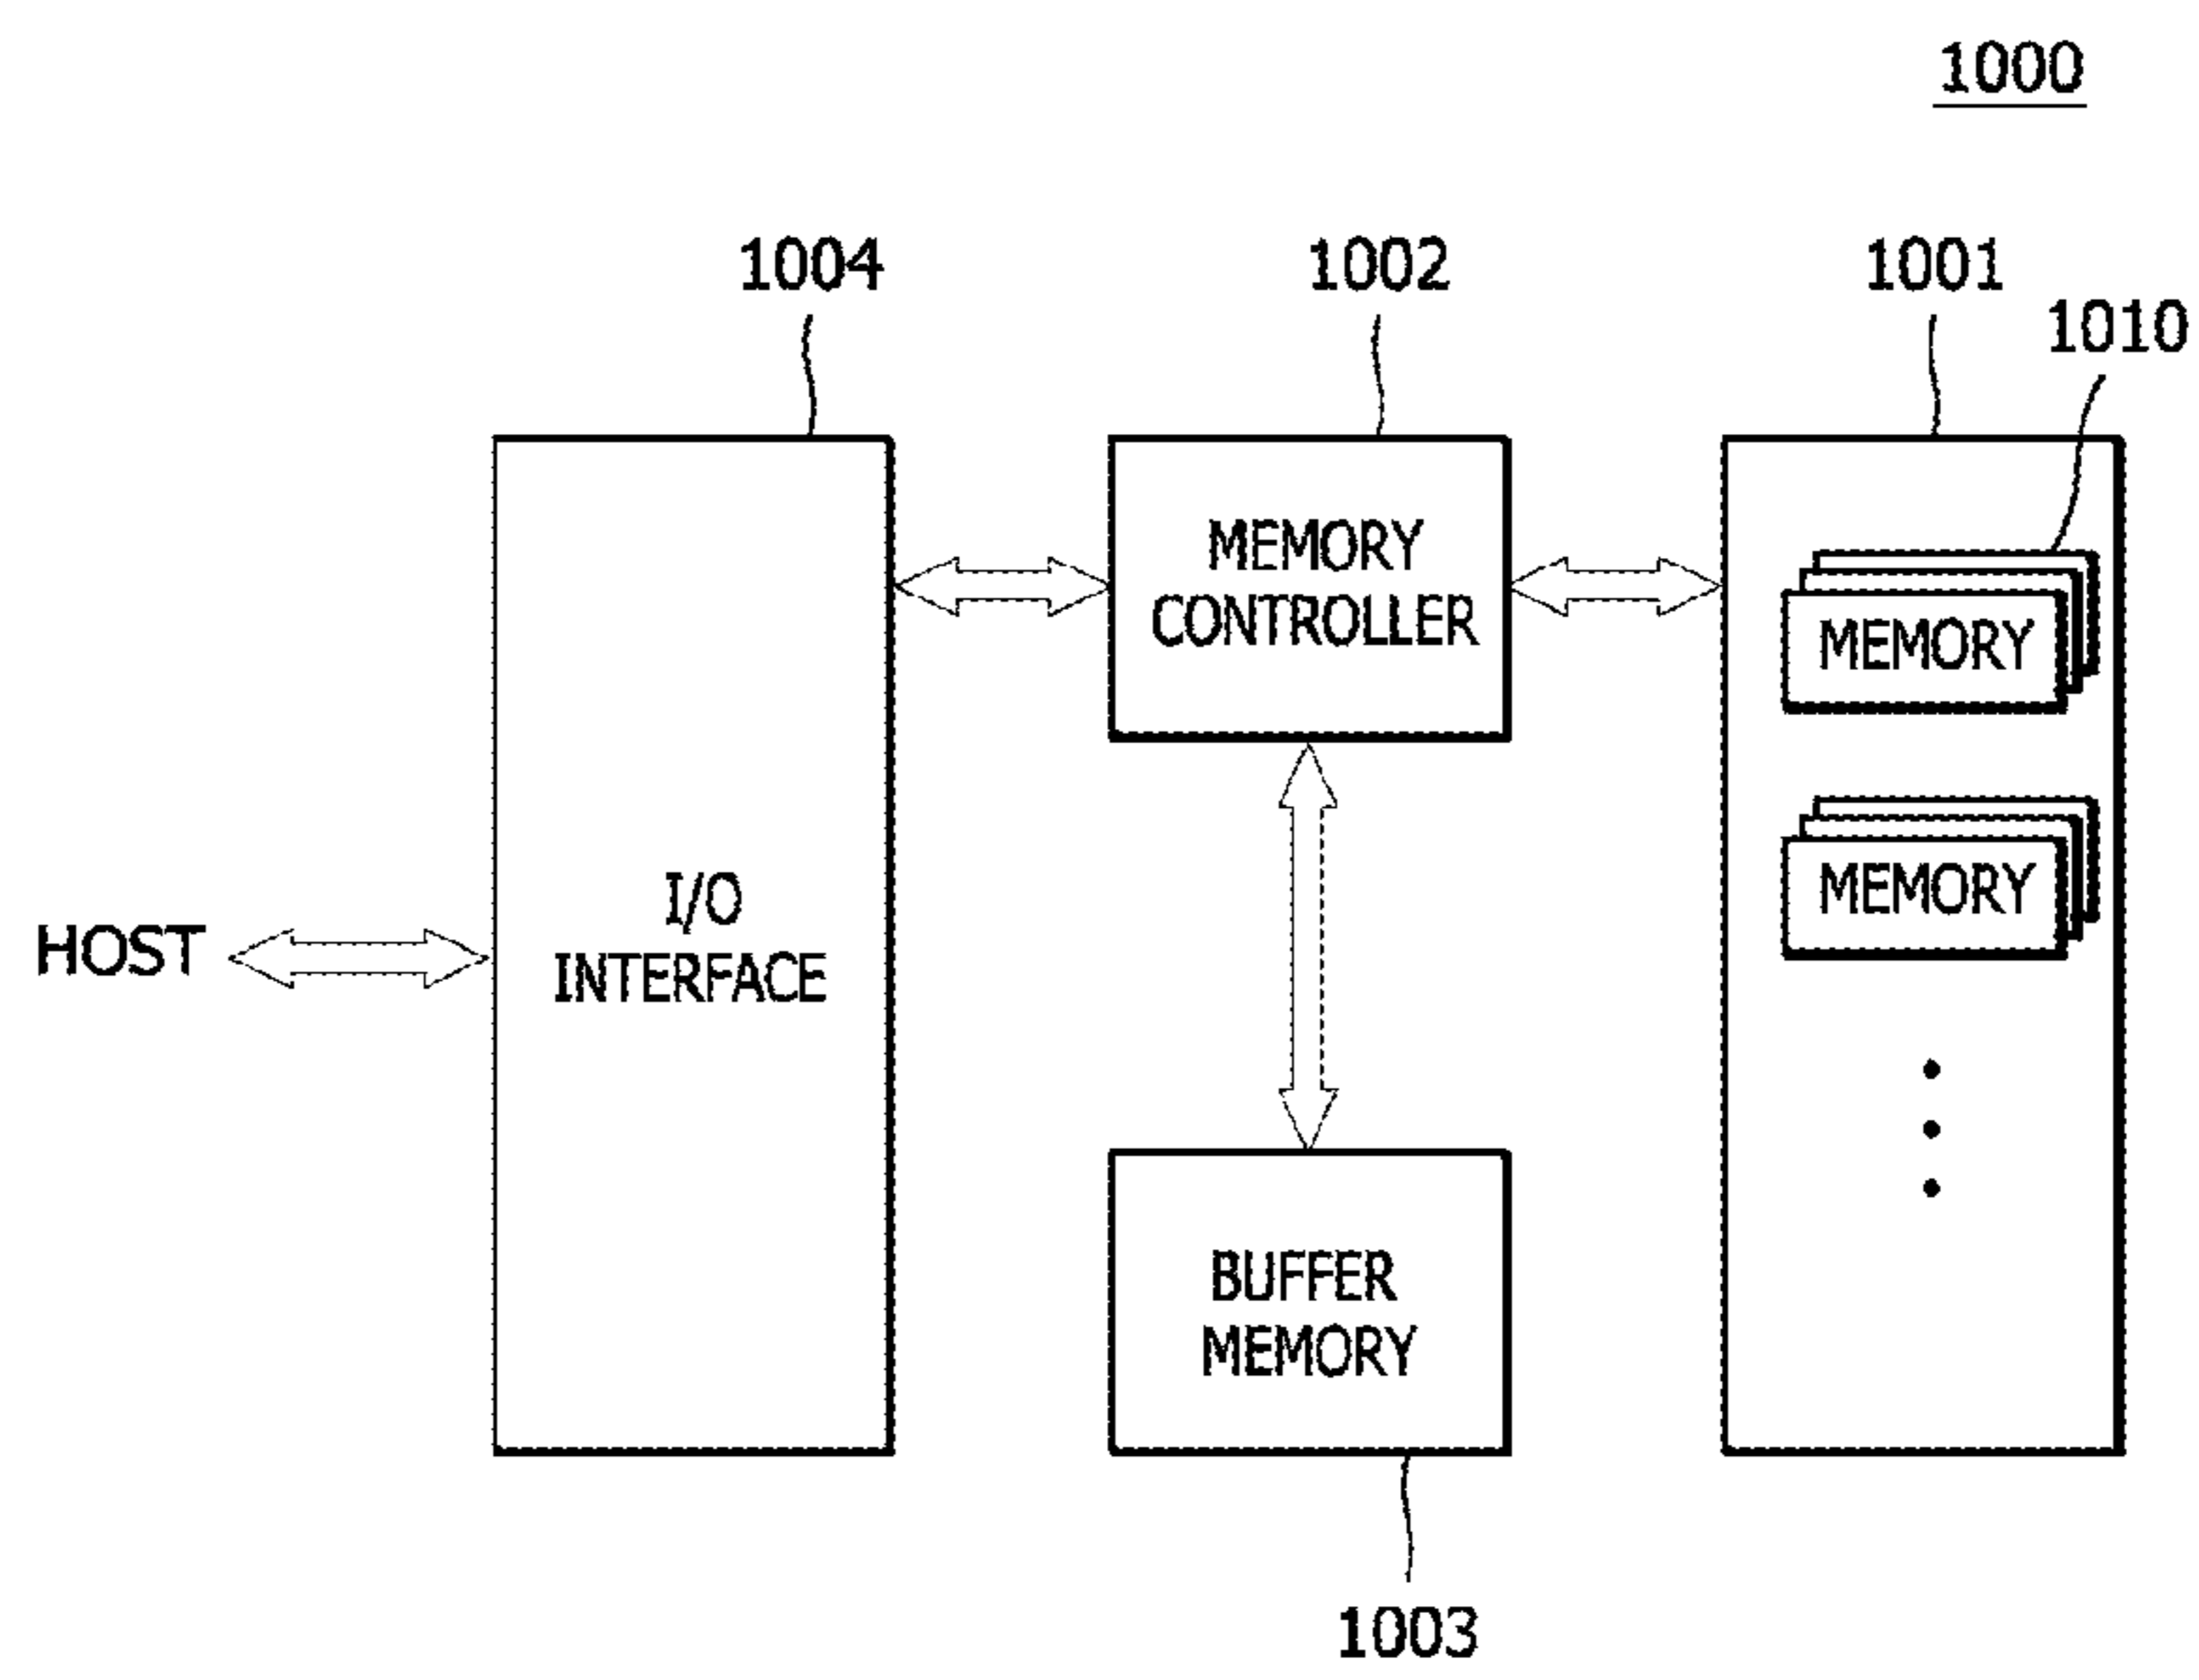 1000
1004
1002
1001
1010
MEMORY
CONTROLLER
MEMORY
MEMORY
I/O
INTERFACE
HOST
BUFFER
MEMORY
1003